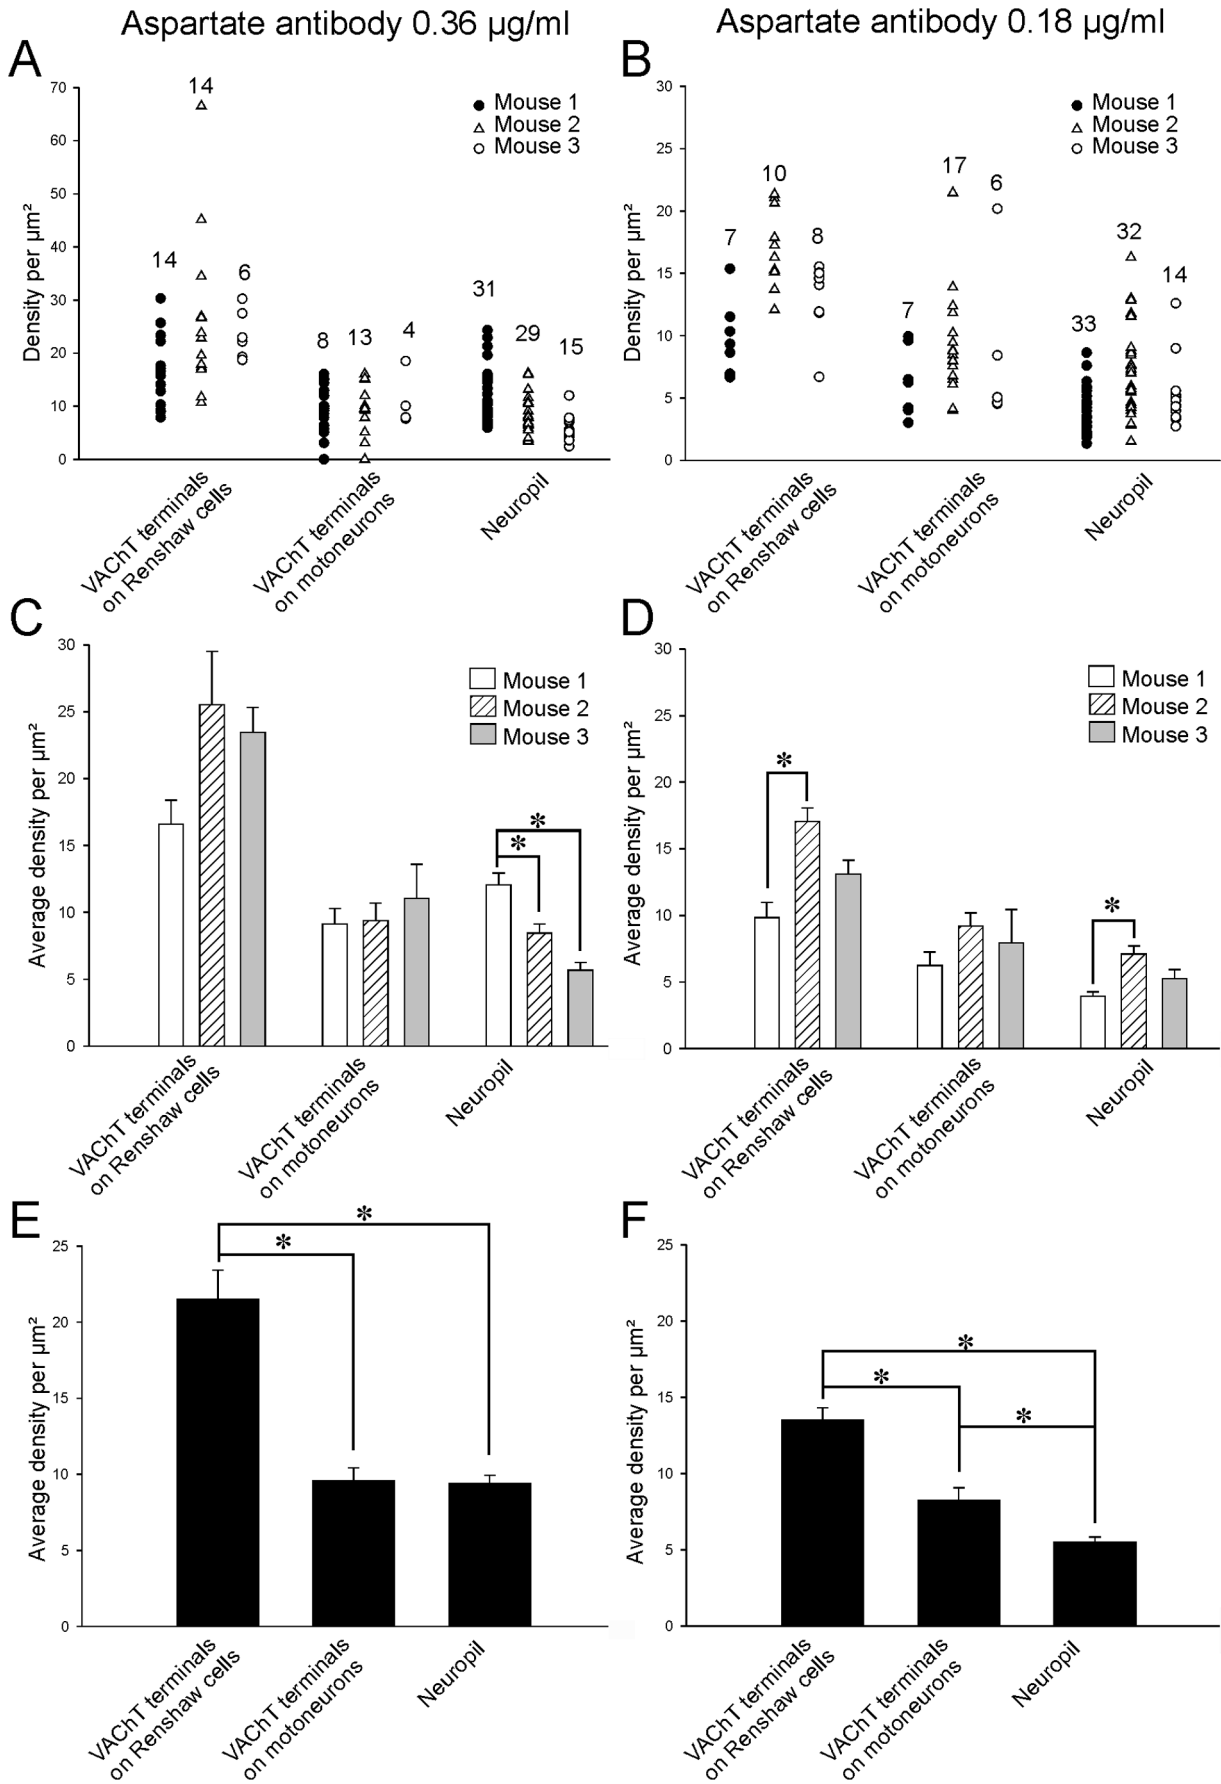 Aspartate antibody 0.36 µg/ml
Aspartate antibody 0.18 µg/ml
A
Density per µm²
70
60
50
40
30
20
10
0
Mouse 1
Mouse 2
Mouse 3
14
14
6
8
13
4
31
29
15
VAChT terminals
on Renshaw cells
VAChT terminals
on motoneurons
Neuropil
B
Density per µm²
30
25
20
15
10
5
0
Mouse 1
Mouse 2
Mouse 3
7
10
8
7
17
6
33
32
14
VAChT terminals
on Renshaw cells
VAChT terminals
on motoneurons
Neuropil
C
Average density per µm²
30
25
20
15
10
5
0
Mouse 1
Mouse 2
Mouse 3
*
*
VAChT terminals
on Renshaw cells
VAChT terminals
on motoneurons
Neuropil
D
Average density per µm²
30
25
20
15
10
5
0
Mouse 1
Mouse 2
Mouse 3
*
*
VAChT terminals
on Renshaw cells
VAChT terminals
on motoneurons
Neuropil
E
Average density per µm²
25
20
15
10
5
0
*
*
VAChT terminals
on Renshaw cells
VAChT terminals
on motoneurons
Neuropil
F
Average density per µm²
25
20
15
10
5
0
*
*
*
VAChT terminals
on Renshaw cells
VAChT terminals
on motoneurons
Neuropil